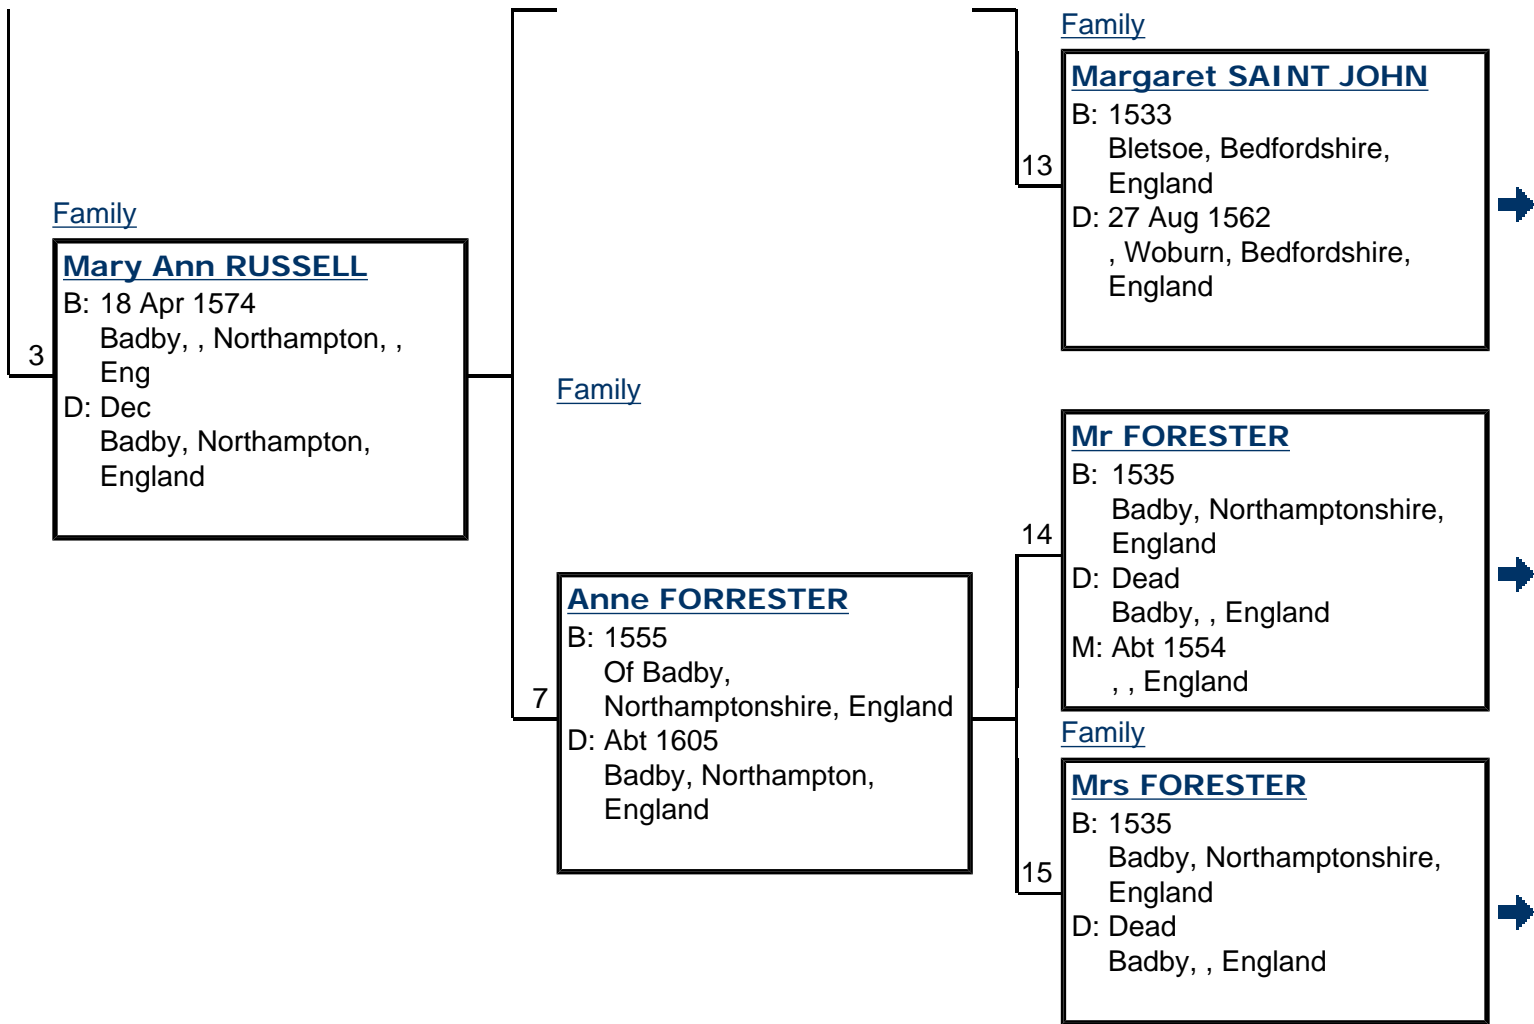 Family
Margaret SAINT JOHN
B: 1533
Bletsoe, Bedfordshire,
England
D: 27 Aug 1562
, Woburn, Bedfordshire,
England
13
Family
Mary Ann RUSSELL
B: 18 Apr 1574
Badby, , Northampton, ,
Eng
D: Dec
Badby, Northampton,
England
3
Family
Mr FORESTER
B: 1535
Badby, Northamptonshire,
England
D: Dead
Badby, , England
M: Abt 1554
, , England
14
Anne FORRESTER
B: 1555
Of Badby,
Northamptonshire, England
D: Abt 1605
Badby, Northampton,
England
7
Family
Mrs FORESTER
B: 1535
Badby, Northamptonshire,
England
D: Dead
Badby, , England
15